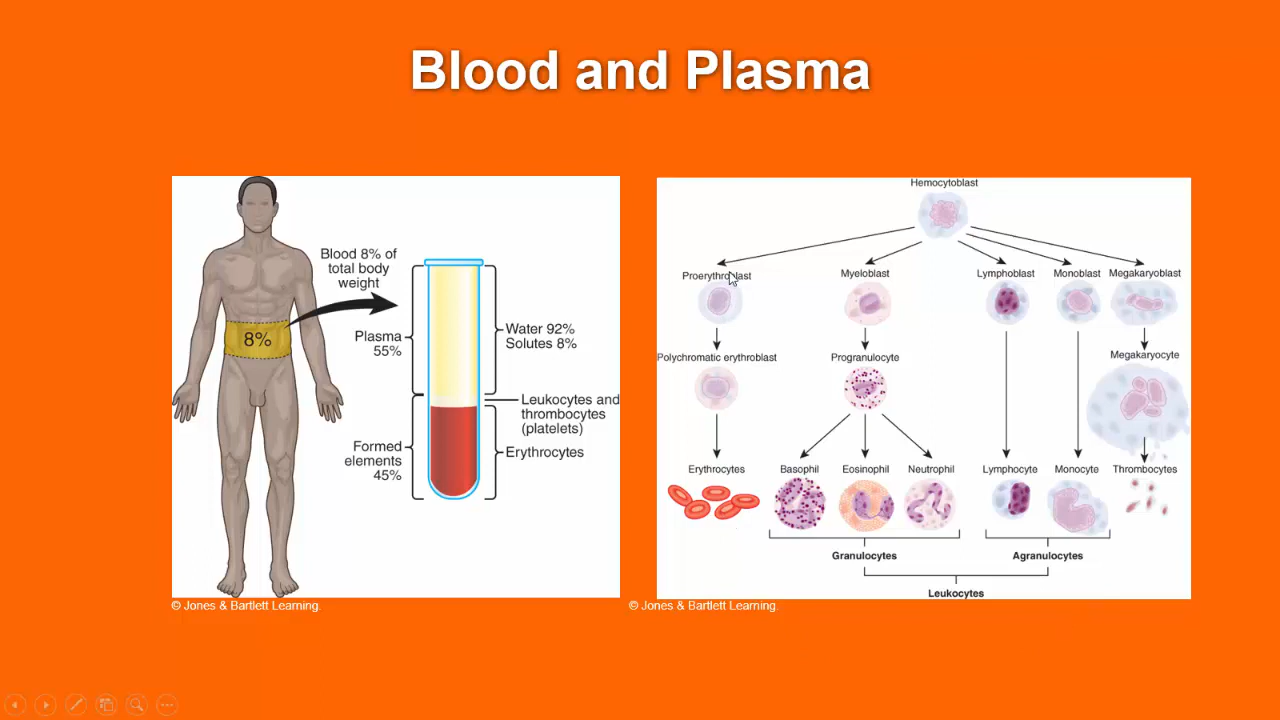 Blood and Plasma
Blood 8% of
total body
weight
8%
Plasma
55%
Water 92%
Solutes 8%
Leukocytes and
thrombocytes
(platelets)
Formed
elements
45%
Erythrocytes
© Jones & Bartlett Learning.
Hemocytoblast
Proerythroblast
Myeloblast
Lymphoblast
Monoblast
Megakaryoblast
Polychromatic erythroblast
Progranulocyte
Megakaryocyte
Erythrocytes
Basophil
Eosinophil
Neutrophil
Lymphocyte
Monocyte
Thrombocytes
Granulocytes
Agranulocytes
Leukocytes
© Jones & Bartlett Learning.